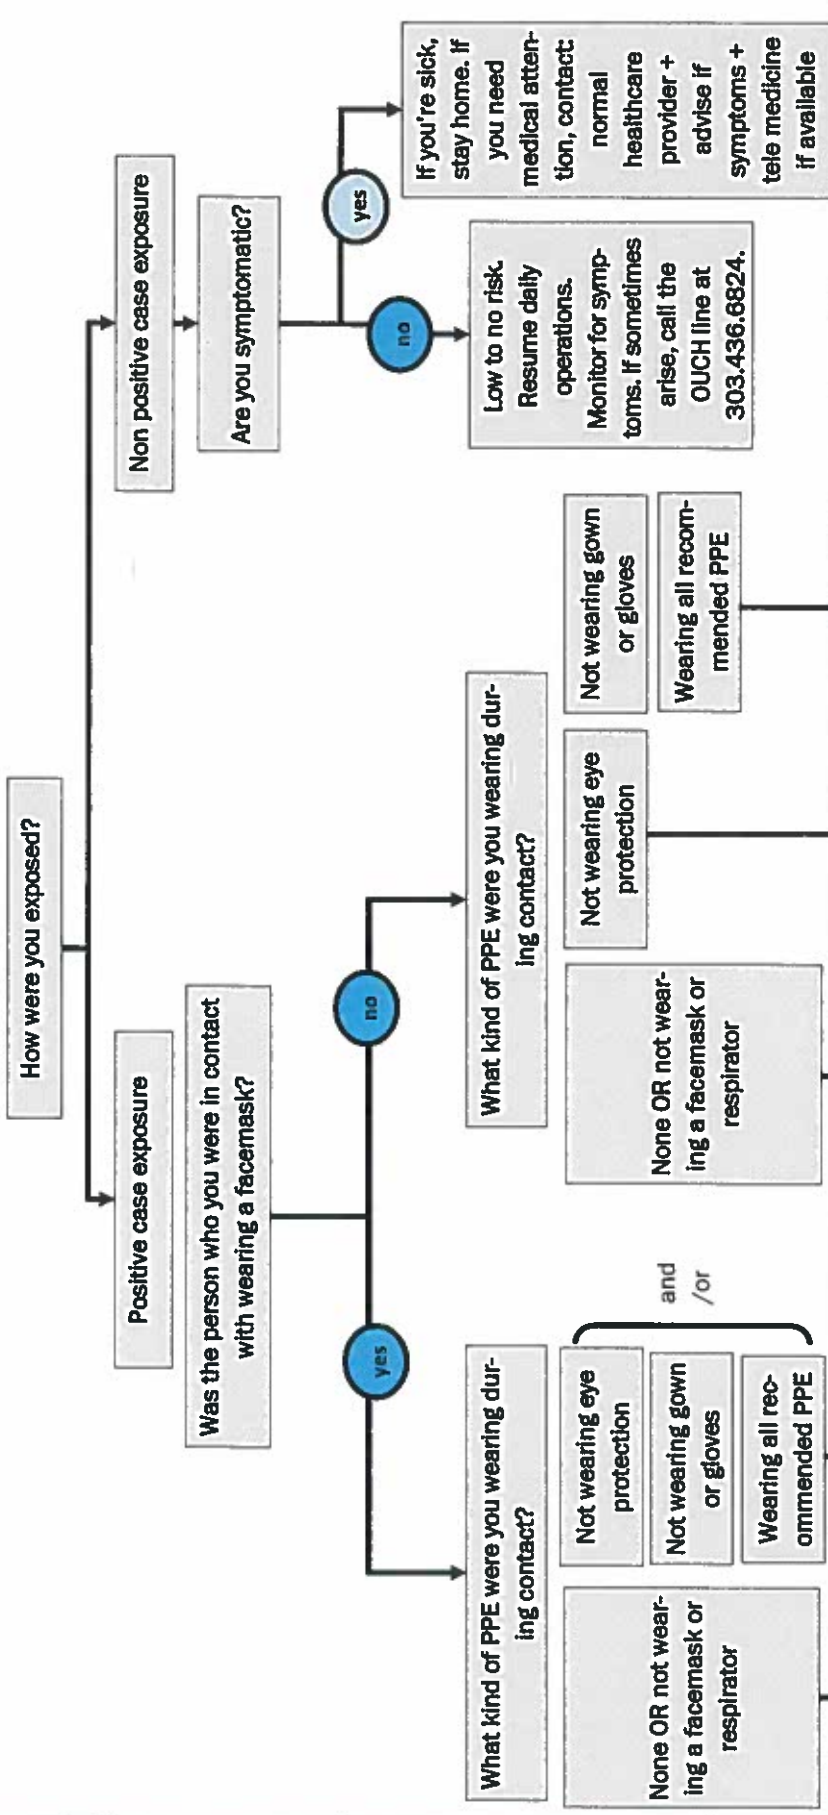 How were you exposed?
Positive case exposure
Non positive case exposure
Was the person who you were in contact
with wearing a facemask?
Are you symptomatic?
yes
no
no
yes
What kind of PPE were you wearing dur-
ing contact?
What kind of PPE were you wearing dur-
ing contact?
Low to no risk.
Resume daily
operations.
Monitor for symp-
toms. If sometimes
arise, call the
OUCH line at
303.436.6824.
If you're sick,
stay home. If
you need
medical atten-
tion, contact:
normal
healthcare
provider +
advise if
symptoms +
tele medicine
if available
None OR not wear-
ing a facemask or
respirator
Not wearing eye
protection
Not wearing gown
or gloves
Wearing all rec-
ommended PPE
and
/or
None OR not wear-
ing a facemask or
respirator
Not wearing eye
protection
Not wearing gown
or gloves
Wearing all recom-
mended PPE